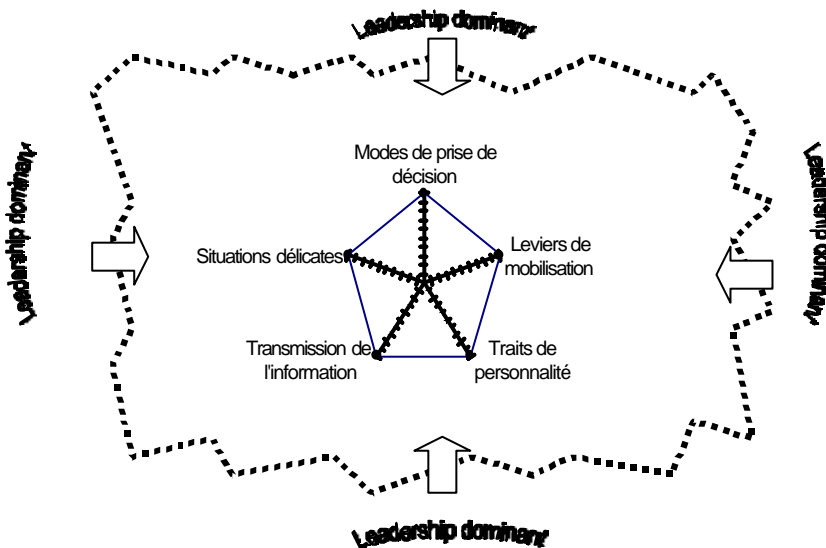 Leadership dominant
Modes de prise de
décision
Leadership dominant
Situations délicates
Leviers de
mobilisation
Leadership dominant
Transmission de
l'information
Traits de
personnalité
Leadership dominant